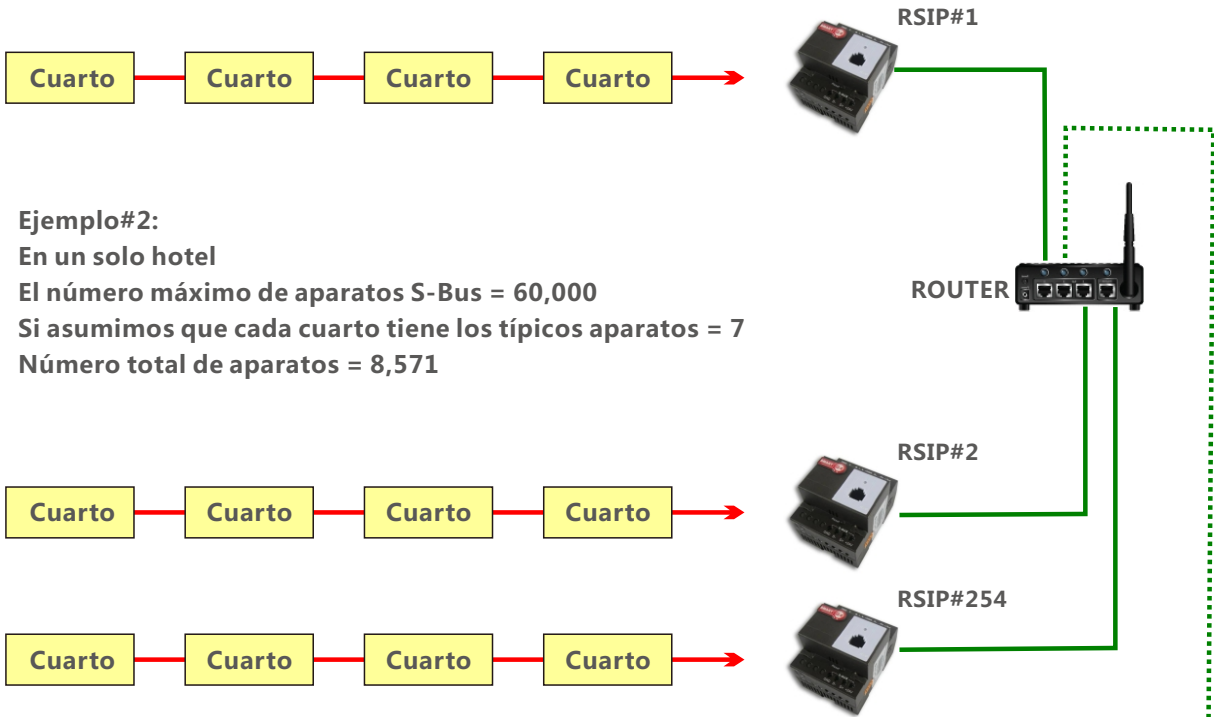 RSIP#1
Cuarto
Cuarto
Cuarto
Cuarto
Ejemplo#2:
En un solo hotel
El número máximo de aparatos S-Bus = 60,000
Si asumimos que cada cuarto tiene los típicos aparatos = 7
Número total de aparatos = 8,571
ROUTER
RSIP#2
Cuarto
Cuarto
Cuarto
Cuarto
RSIP#254
Cuarto
Cuarto
Cuarto
Cuarto